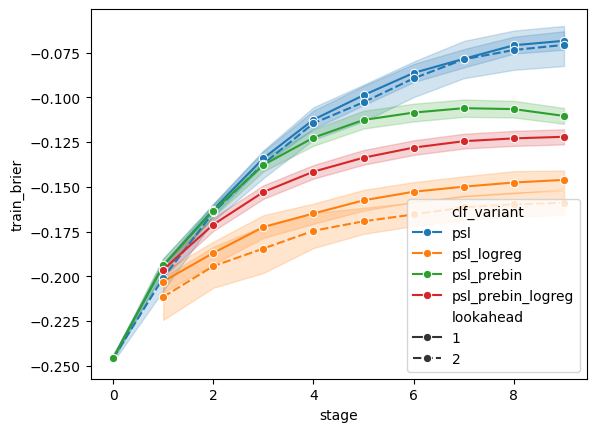 −0.075
−0.100
−0.125
−0.150
−0.175
−0.200
−0.225
−0.250
train_brier
0
2
4
6
8
stage
clf_variant
psl
psl_logreg
psl_prebin
psl_prebin_logreg
lookahead
1
2